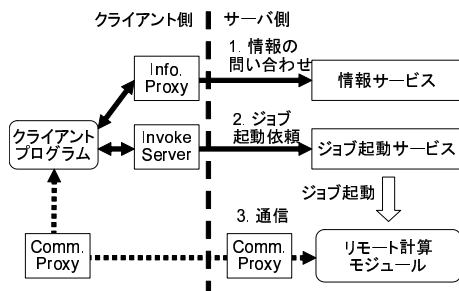 クライアント側
サーバ側
1. 情報の
問い合わせ
Info.
Proxy
情報サービス
2. ジョブ
起動依頼
クライアント
プログラム
Invoke
Server
ジョブ起動サービス
ジョブ起動
3. 通信
Comm.
Proxy
Comm.
Proxy
リモート計算
モジュール